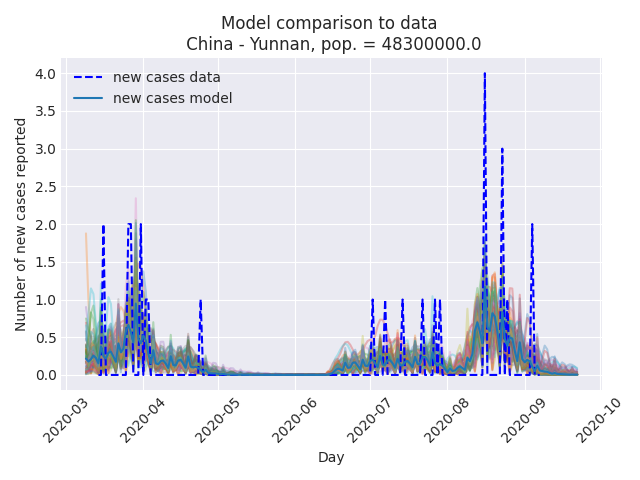 Model comparison to data
China - Yunnan, pop. = 48300000.0
new cases data
new cases model
Number of new cases reported
4.0
3.5
3.0
2.5
2.0
1.5
1.0
0.5
0.0
2020-03
2020-04
2020-05
2020-06
2020-07
2020-08
2020-09
2020-10
Day